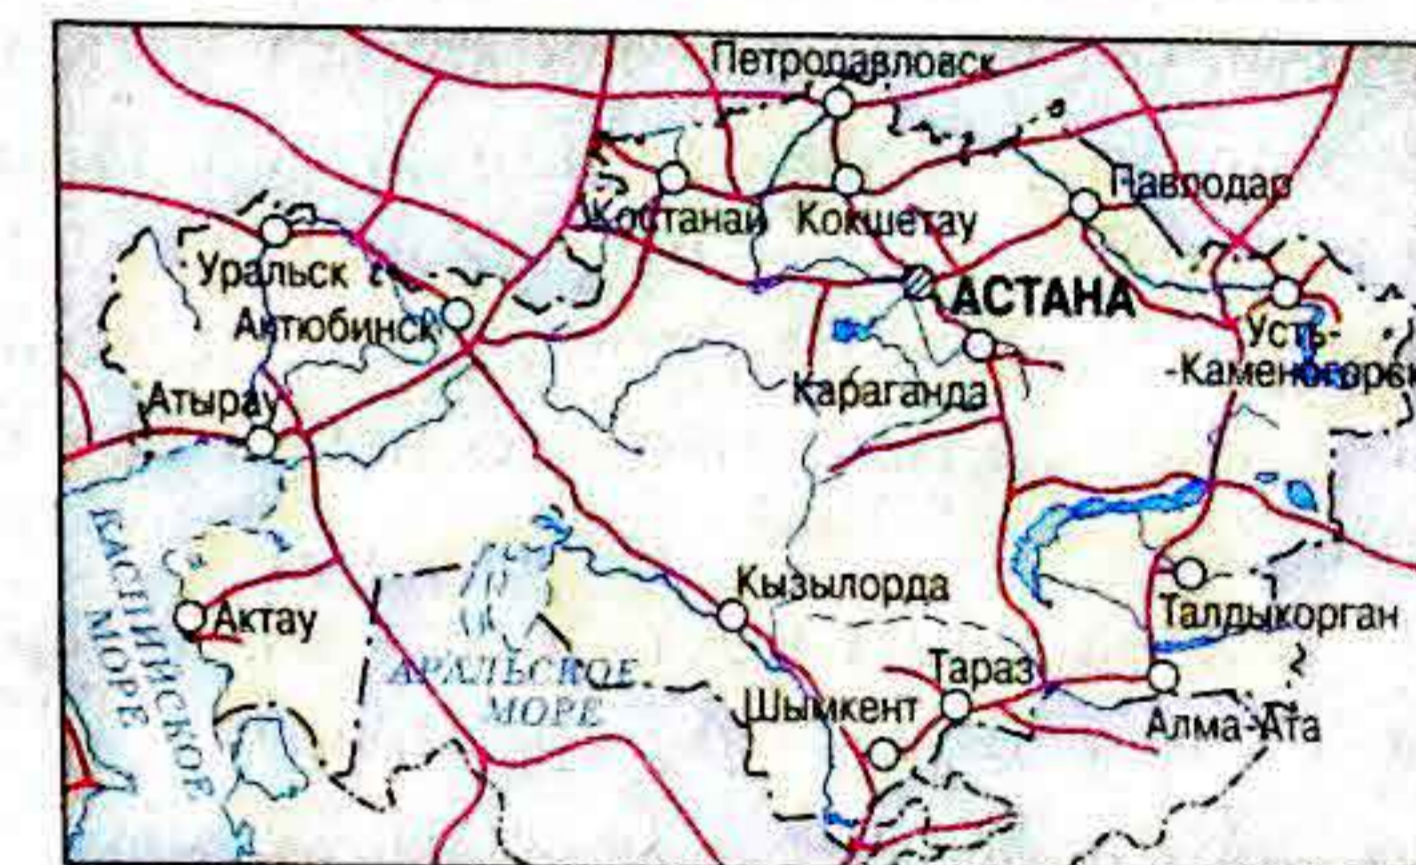 Петропавловск
Павлодар
Костанай
Кокшетау
Уральск
АСТАНА
Актюбинск
Усть-
-Каменогорск
Караганда
Атырау
КАСПИЙСКОЕ
МОРЕ
Кызылорда
Актау
Талдыкорган
АРАЛЬСКОЕ
МОРЕ
Тараз
Шымкент
Алма-Ата